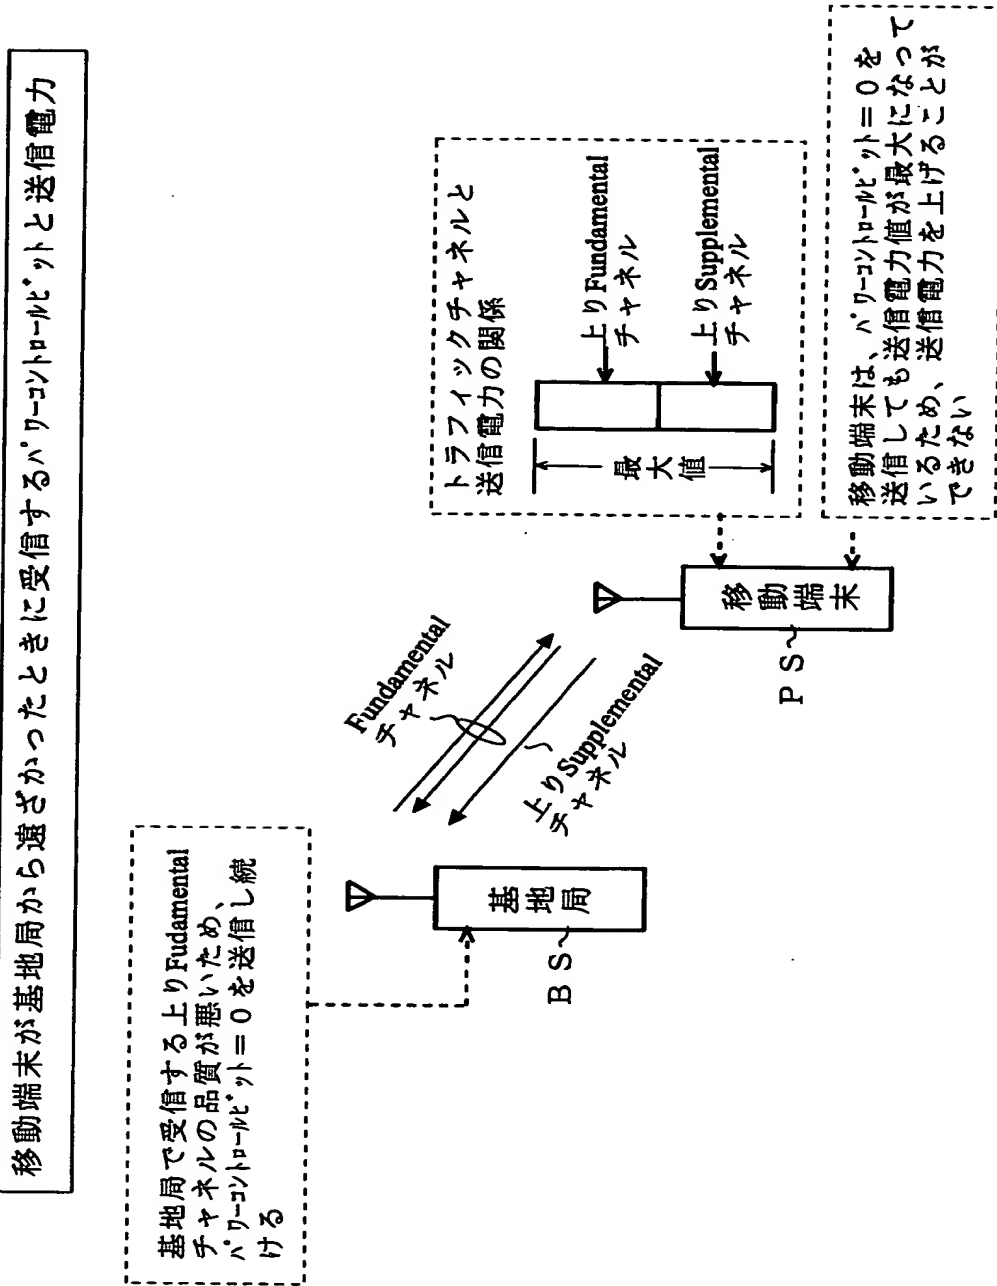 移動端末が基地局から遠ざかったときに受信するﾊﾟﾜｰｺﾝﾄﾛｰﾙﾋﾞｯﾄと送信電力
基地局で受信する上りFudamental
チャネルの品質が悪いため、
ﾊﾟﾜｰｺﾝﾄﾛｰﾙﾋﾞｯﾄ＝０を送信し続
ける
基地局
ＢＳ
Fundamental
チャネル
上りSupplemental
チャネル
移動端末
ＰＳ
トラフィックチャネルと
送信電力の関係
最大値
上りFundamental
チャネル
上りSupplemental
チャネル
移動端末は、ﾊﾟﾜｰｺﾝﾄﾛｰﾙﾋﾞｯﾄ＝０を
送信しても送信電力値が最大になって
いるため、送信電力を上げることが
できない